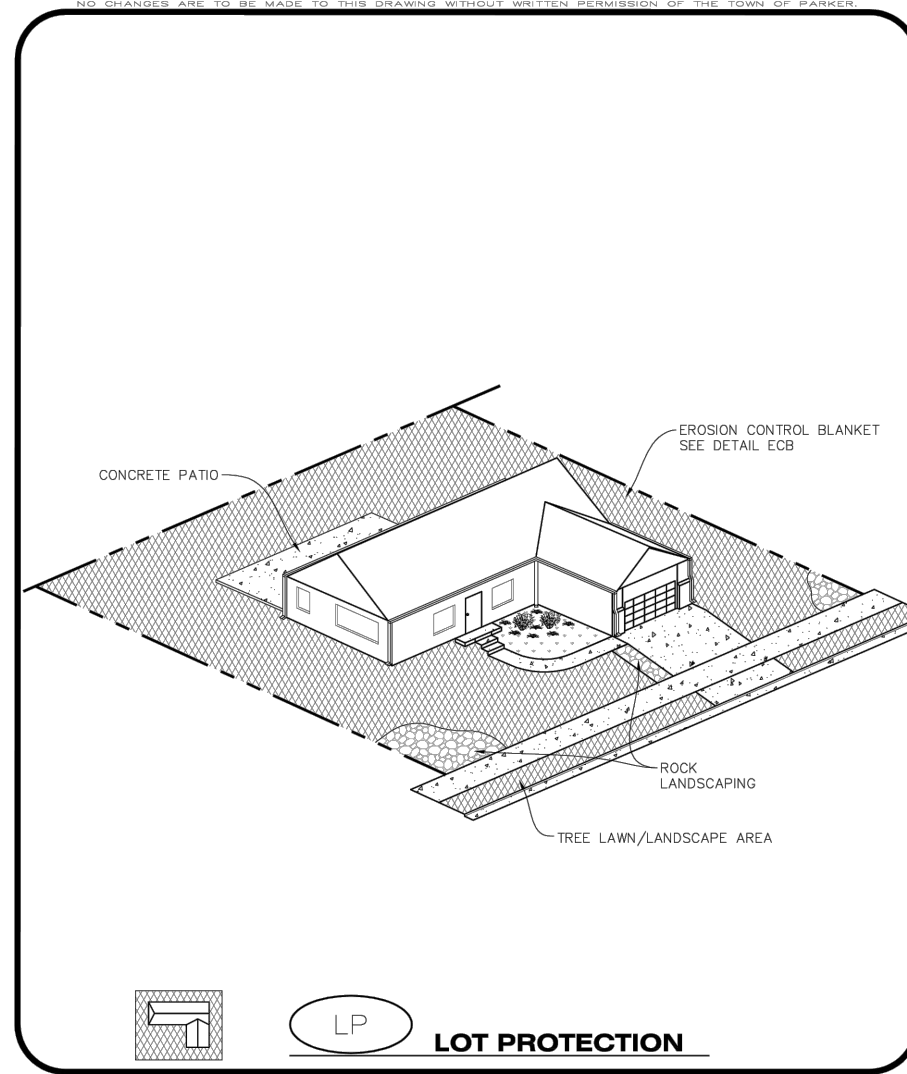 NO CHANGES ARE TO BE MADE TO THIS DRAWING WITHOUT WRITTEN PERMISSION OF THE TOWN OF PARKER.
EROSION CONTROL BLANKET
SEE DETAIL ECB
CONCRETE PATIO
ROCK
LANDSCAPING
TREE LAWN/LANDSCAPE AREA
LP
LOT PROTECTION